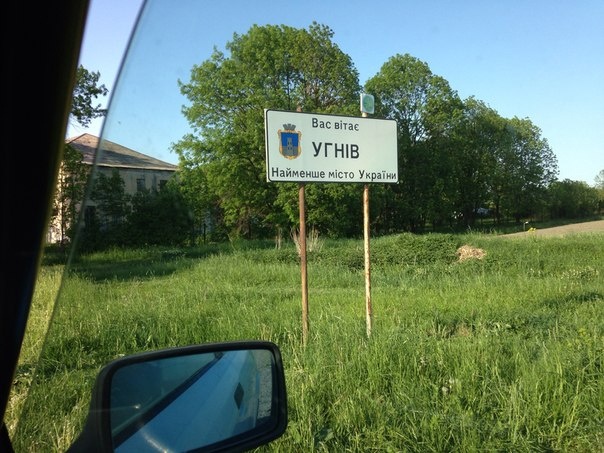 Вас вітає
УГНІВ
Найменше місто України